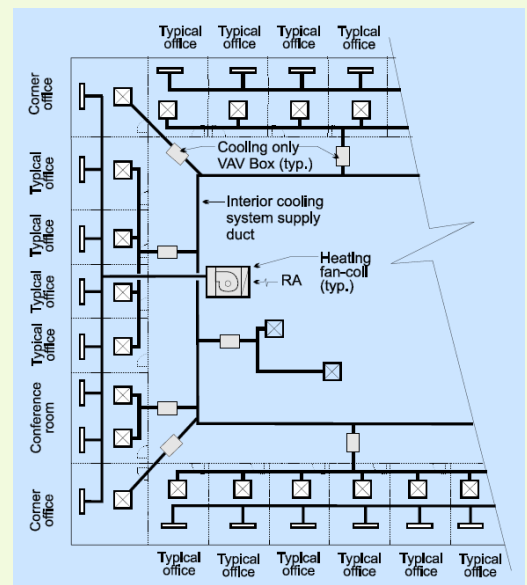 Typical
office
Typical
office
Typical
office
Typical
office
Corner
office
Typical
office
Typical
office
Typical
office
Typical
office
Conference
room
Corner
office
Cooling only
VAV Box (typ.)
Interior cooling
system supply
duct
Heating
fan-coil
(typ.)
RA
Typical
office
Typical
office
Typical
office
Typical
office
Typical
office
Typical
office